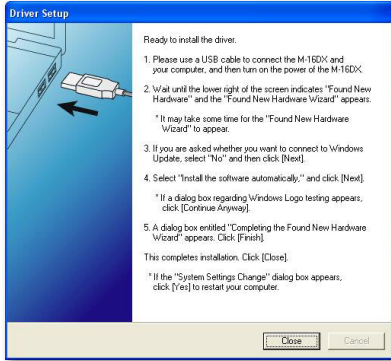 Driver Setup
Ready to install the driver.
1. Please use a USB cable to connect the M-16DX and
your computer, and then turn on the power of the M-16DX.
2. Wait until the lower right of the screen indicates "Found New
Hardware" and the "Found New Hardware Wizard" appears.
* It may take some time for the "Found New Hardware
Wizard" to appear.
3. If you are asked whether you want to connect to Windows
Update, select "No" and then click [Next].
4. Select "Install the software automatically," and click [Next].
* If a dialog box regarding Windows Logo testing appears,
click [Continue Anyway].
5. A dialog box entitled "Completing the Found New Hardware
Wizard" appears. Click [Finish].
This completes installation. Click [Close].
* If the "System Settings Change" dialog box appears,
click [Yes] to restart your computer.
Close
Cancel